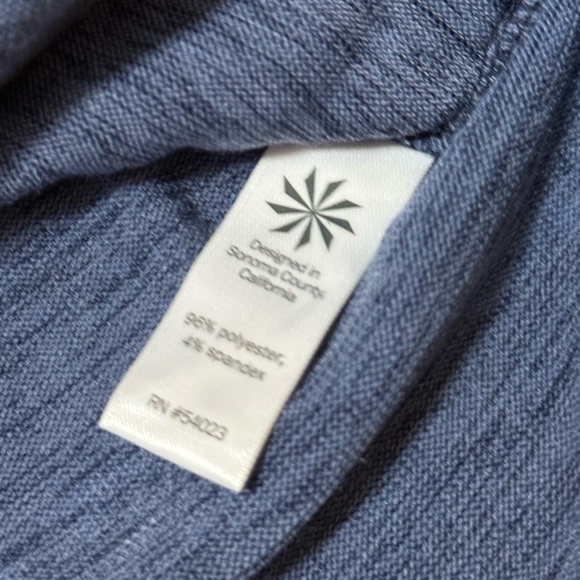 Designed in
Sonoma County,
California
96% polyester,
4% spandex
RN #54023